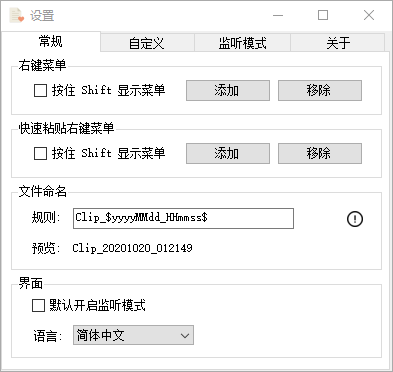 设置
常规 自定义 监听模式 关于
右键菜单
按住 Shift 显示菜单 添加 移除
快速粘贴右键菜单
按住 Shift 显示菜单 添加 移除
文件命名
规则: Clip_$yyyyMMdd_HHmmss$
预览: Clip_20201020_012149
界面
默认开启监听模式
语言: 简体中文